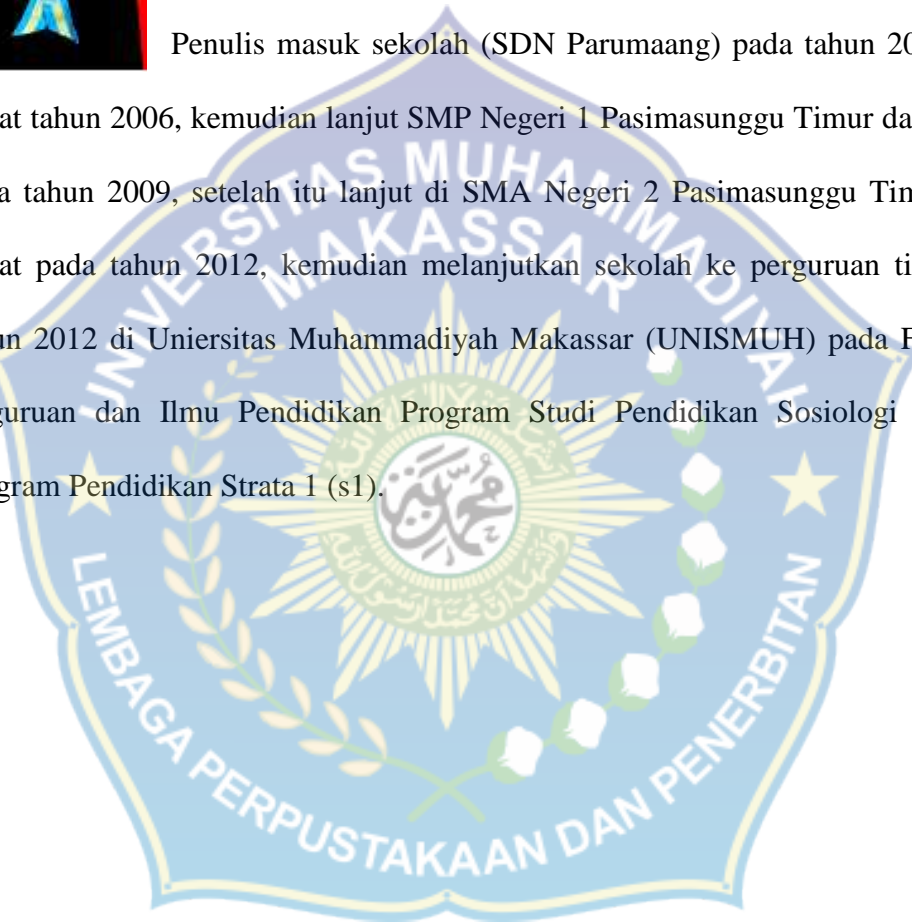 Penulis masuk sekolah (SDN Parumaang) pada tahun 20
at tahun 2006, kemudian lanjut SMP Negeri 1 Pasimasunggu Timur da
a tahun 2009, setelah itu lanjut di SMA Negeri 2 Pasimasunggu Tim
at pada tahun 2012, kemudian melanjutkan sekolah ke perguruan ti
un 2012 di Uniersitas Muhammadiyah Makassar (UNISMUH) pada F
guruan dan Ilmu Pendidikan Program Studi Pendidikan Sosiologi
gram Pendidikan Strata 1 (s1).
UNIVERSITAS MUHAMMADIYAH
MAKASSAR
LEMBAGA PERPUSTAKAAN DAN PENERBITAN